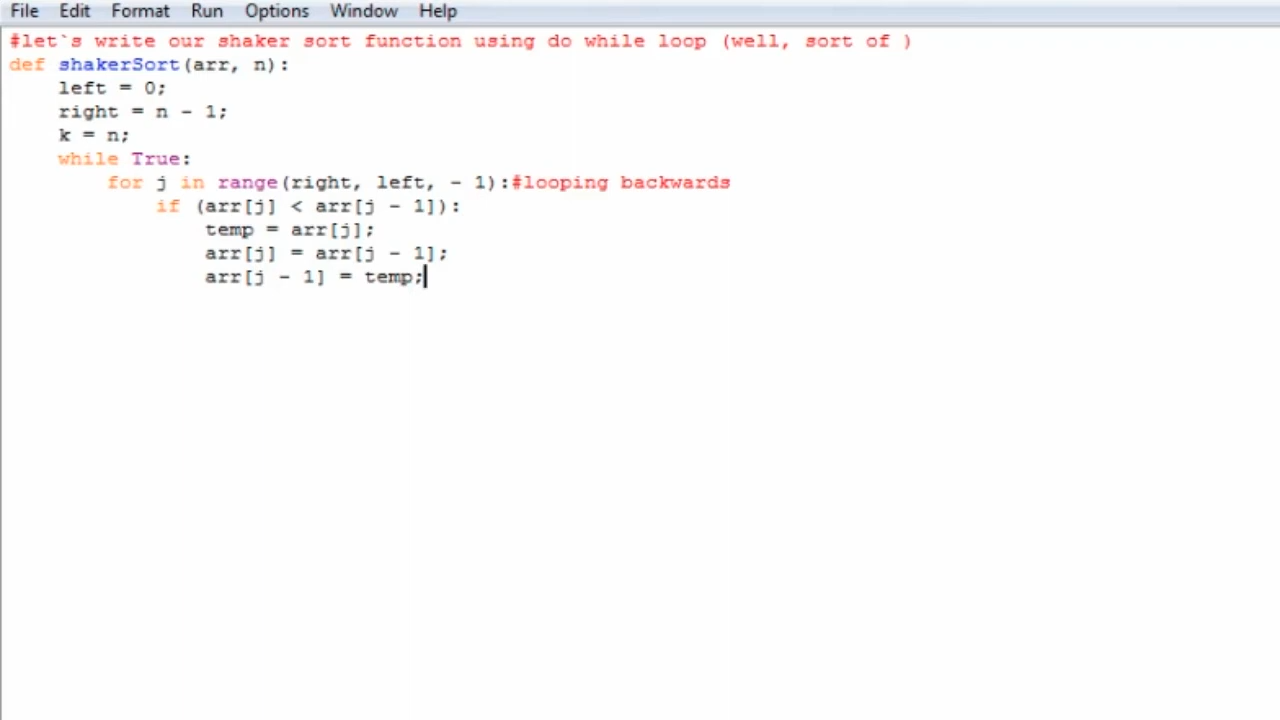 File Edit Format Run Options Window Help
#let`s write our shaker sort function using do while loop (well, sort of )
def shakerSort(arr, n):
    left = 0;
    right = n - 1;
    k = n;
    while True:
        for j in range(right, left, - 1):#looping backwards
            if (arr[j] < arr[j - 1]):
                temp = arr[j];
                arr[j] = arr[j - 1];
                arr[j - 1] = temp;